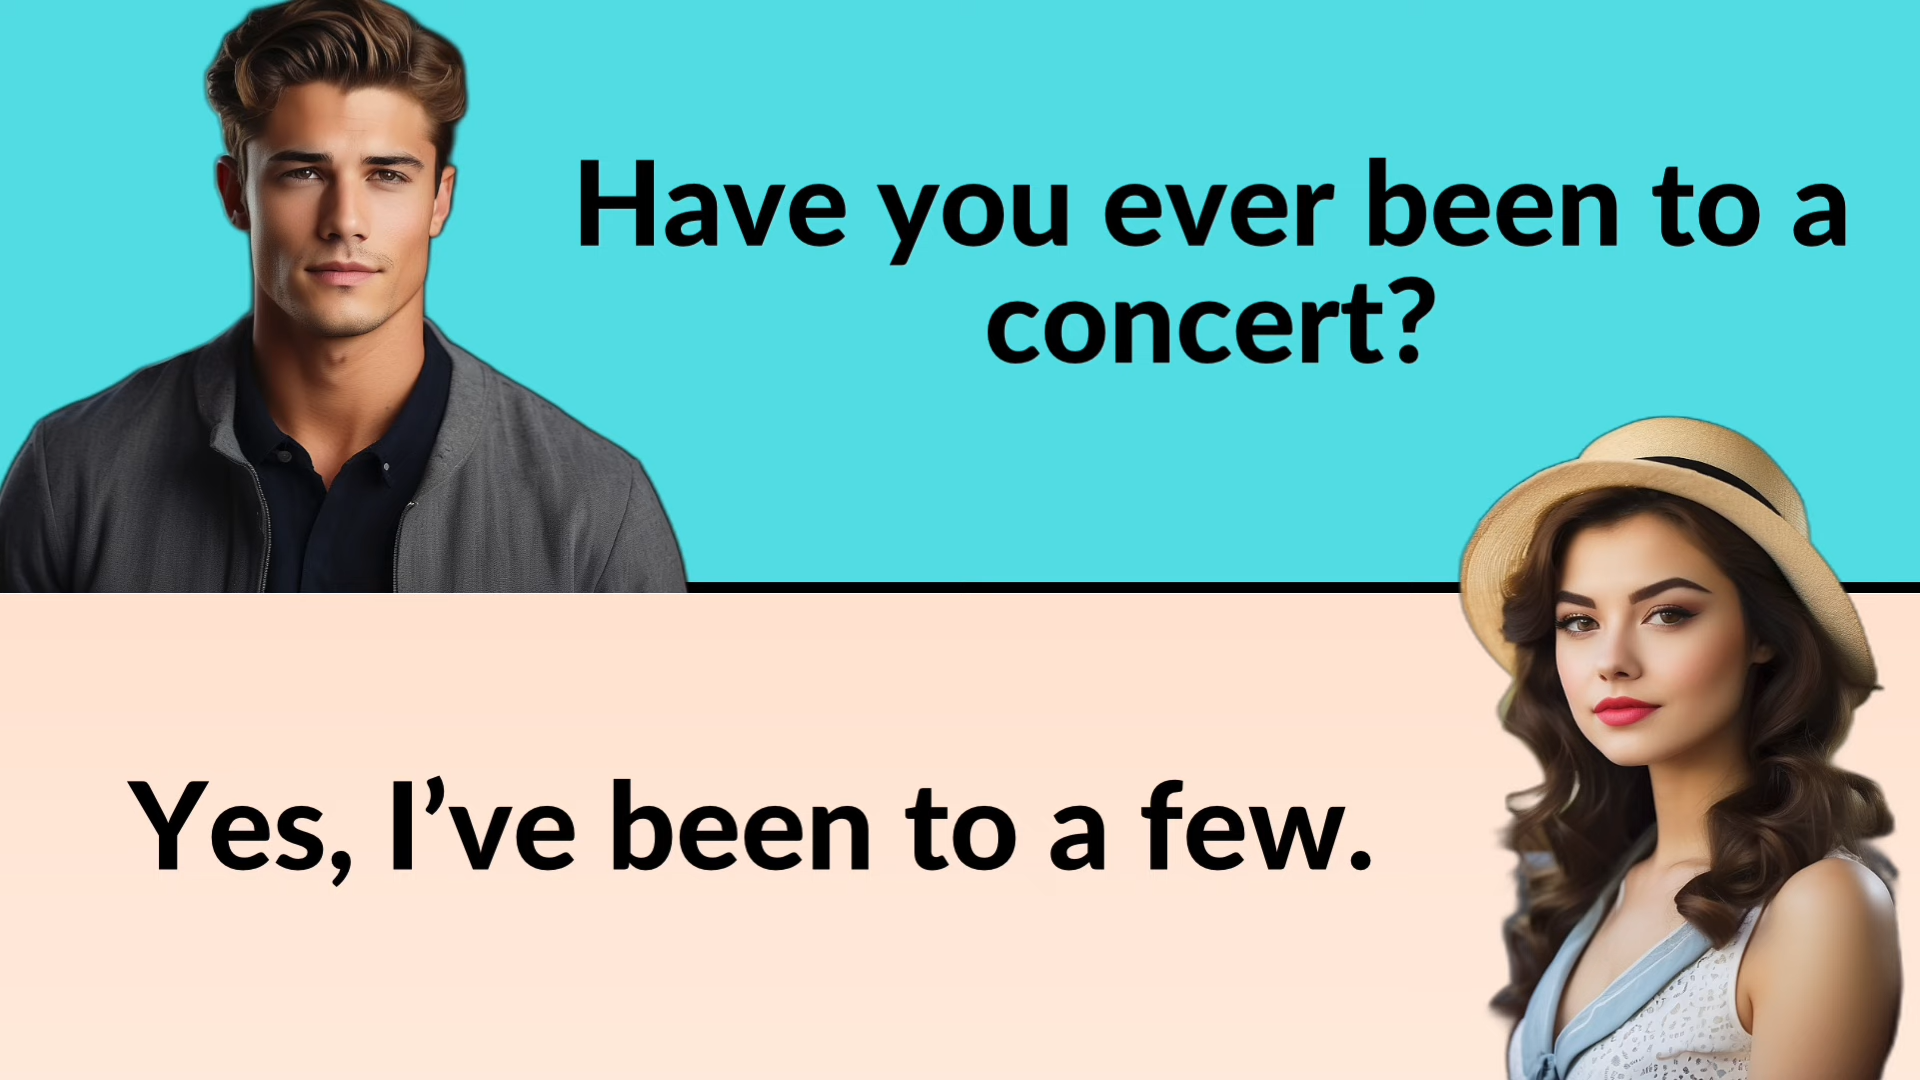 Have you ever been to a
concert?
Yes, I’ve been to a few.